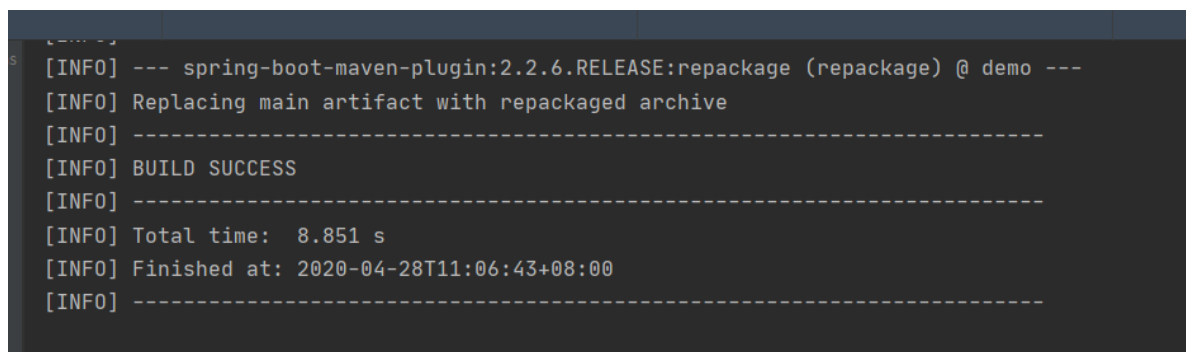 s
[INFO] --- spring-boot-maven-plugin:2.2.6.RELEASE:repackage (repackage) @ demo ---
[INFO] Replacing main artifact with repackaged archive
[INFO] ------------------------------------------------------------------------
[INFO] BUILD SUCCESS
[INFO] ------------------------------------------------------------------------
[INFO] Total time:  8.851 s
[INFO] Finished at: 2020-04-28T11:06:43+08:00
[INFO] ------------------------------------------------------------------------